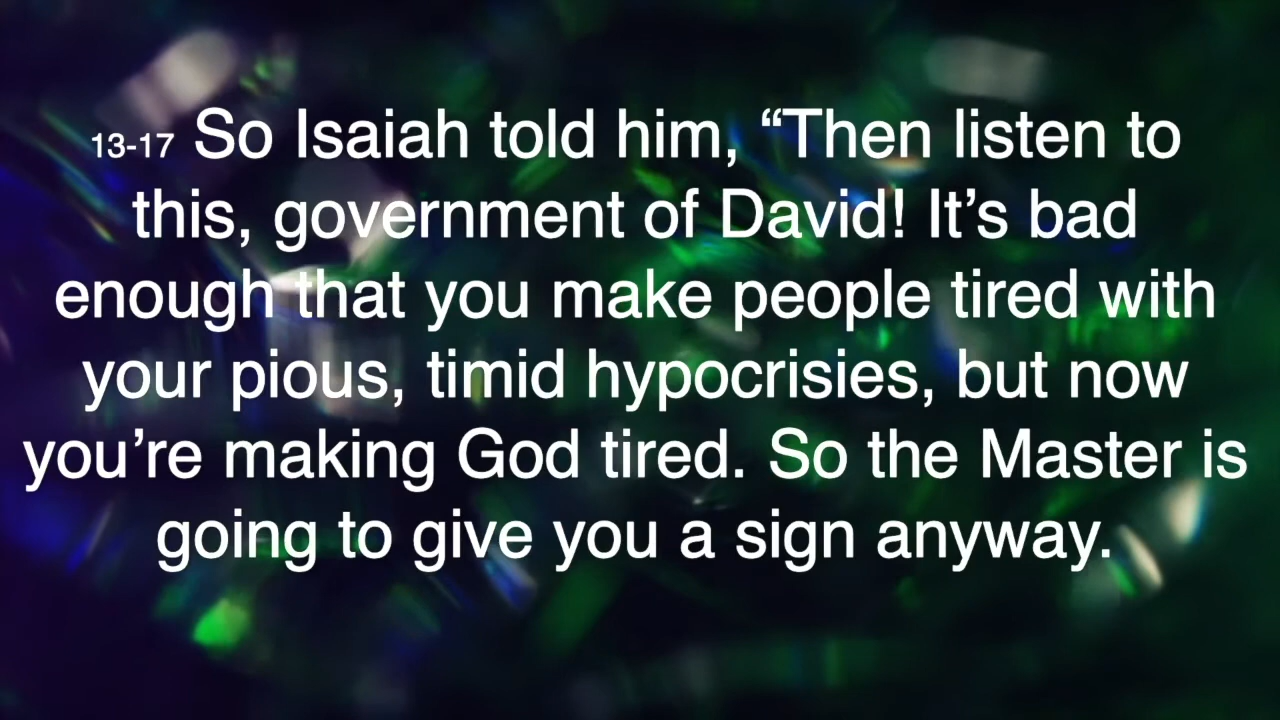 13-17 So Isaiah told him, “Then listen to
this, government of David! It’s bad
enough that you make people tired with
your pious, timid hypocrisies, but now
you’re making God tired. So the Master is
going to give you a sign anyway.